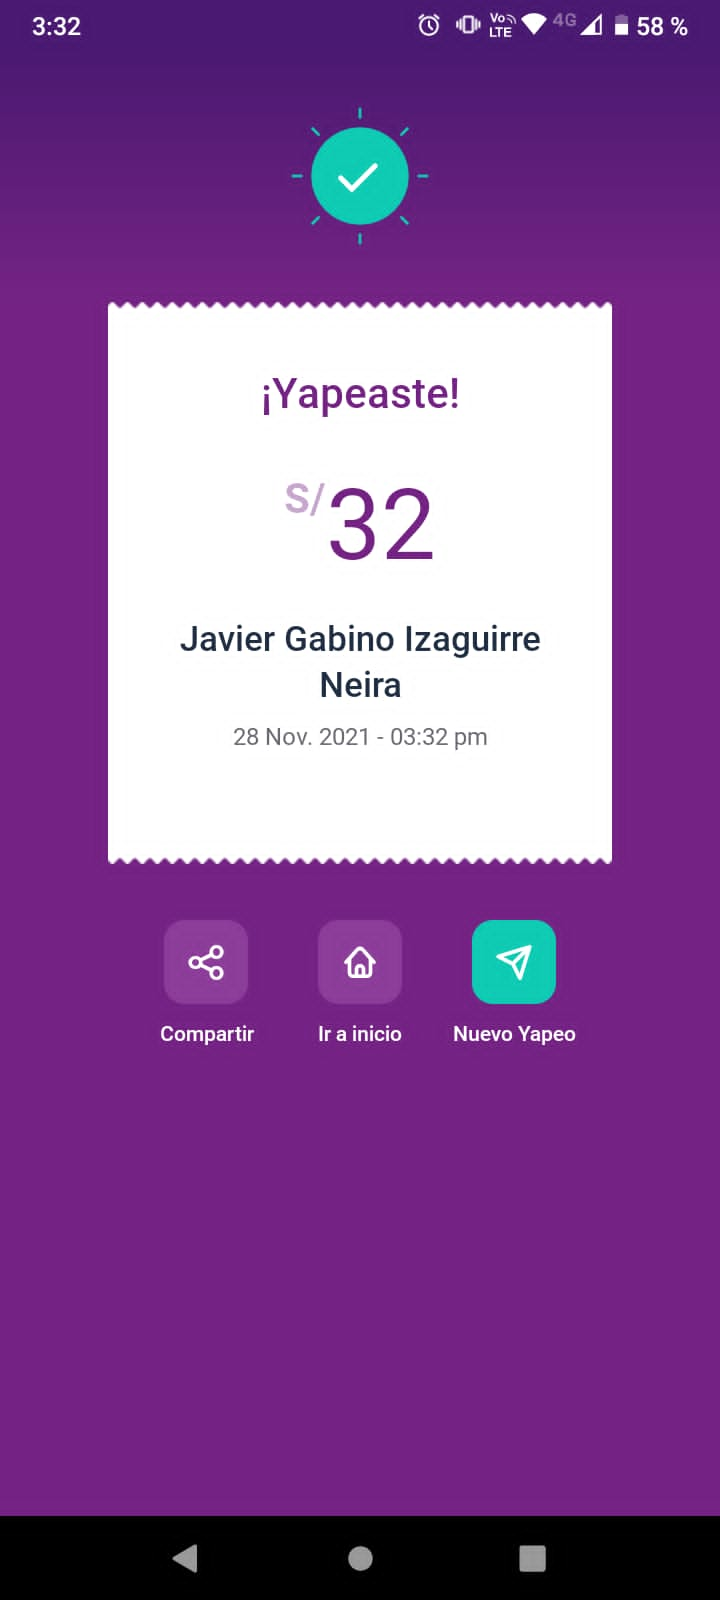 3:32 Vo LTE 4G 58 %
¡Yapeaste!
S/32
Javier Gabino Izaguirre
Neira
28 Nov. 2021 - 03:32 pm
Compartir Ir a inicio Nuevo Yapeo